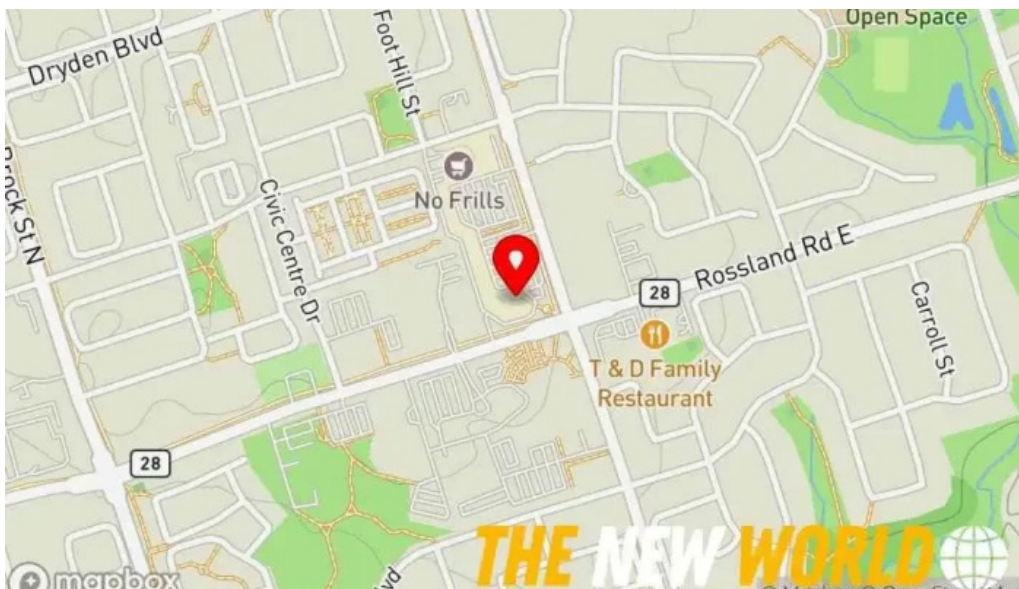 Open Space
Dryden Blvd
Foot Hill St
Brock St N
No Frills
Civic Centre Dr
Rossland Rd E
28
Carroll St
T & D Family
Restaurant
28
THE NEW WORLD
mapbox